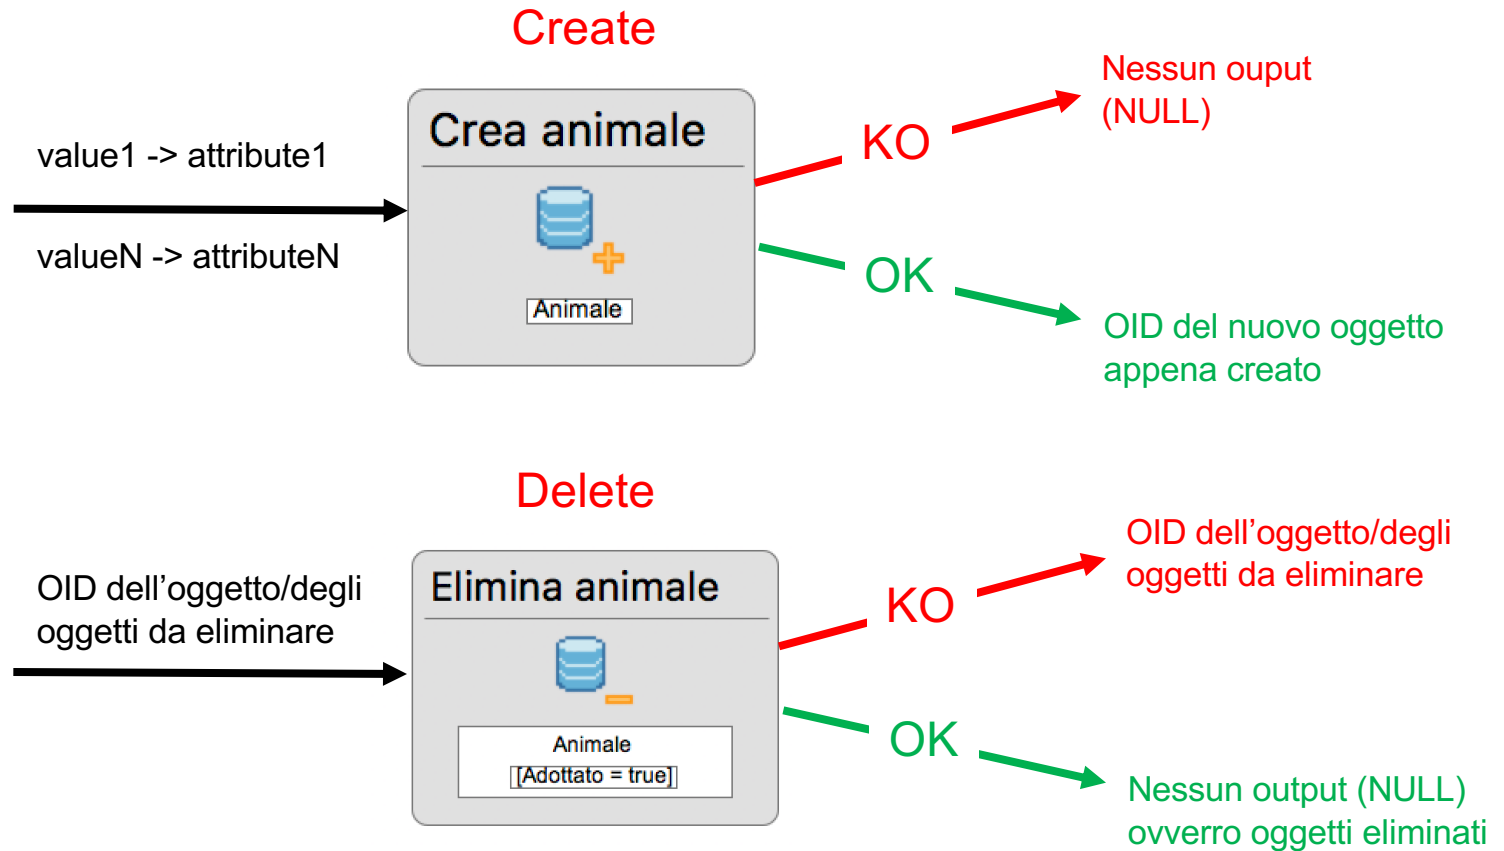 Create
Crea animale
value1 -> attribute1
valueN -> attributeN
Animale
KO
Nessun ouput
(NULL)
OK
OID del nuovo oggetto
appena creato
Delete
Elimina animale
OID dell’oggetto/degli
oggetti da eliminare
Animale
[Adottato = true]
KO
OID dell’oggetto/degli
oggetti da eliminare
OK
Nessun output (NULL)
ovverro oggetti eliminati